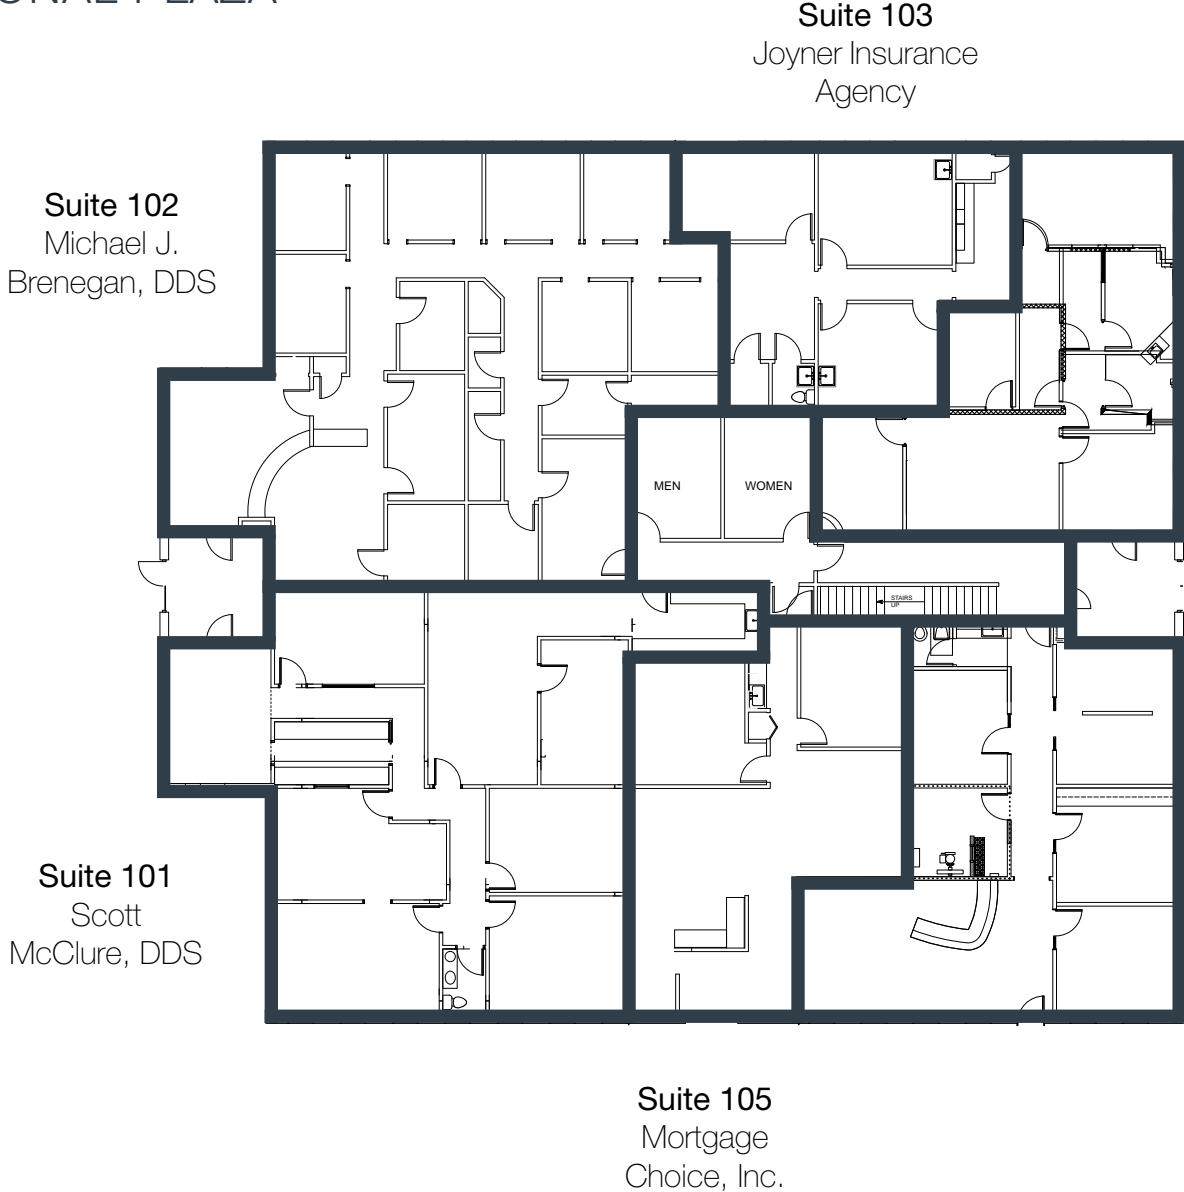 Suite 103
Joyner Insurance
Agency
Suite 102
Michael J.
Brenegan, DDS
MEN
WOMEN
STAIRS
UP
Suite 101
Scott
McClure, DDS
Suite 105
Mortgage
Choice, Inc.